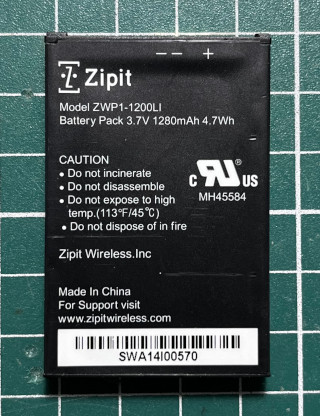 − − +
Zipit
Model ZWP1-1200LI
Battery Pack 3.7V 1280mAh 4.7Wh
CAUTION
• Do not incinerate
• Do not disassemble
• Do not expose to high
temp.(113°F/45°C)
• Do not dispose of in fire
c RU US ®
MH45584
Zipit Wireless.Inc
Made In China
For Support visit
www.zipitwireless.com
SWA14I00570